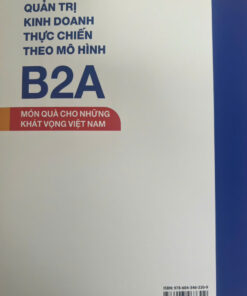 QUẢN TRỊ
KINH DOANH
THỰC CHIẾN
THEO MÔ HÌNH
B2A
MÓN QUÀ CHO NHỮNG
KHÁT VỌNG VIỆT NAM